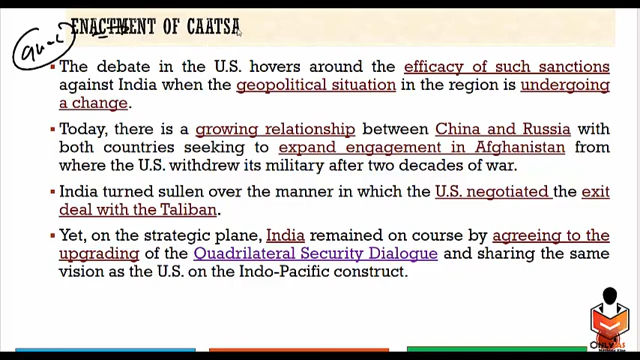 ENACTMENT OF CAATSA
The debate in the U.S. hovers around the efficacy of such sanctions
against India when the geopolitical situation in the region is undergoing
a change.
Today, there is a growing relationship between China and Russia with
both countries seeking to expand engagement in Afghanistan from
where the U.S. withdrew its military after two decades of war.
India turned sullen over the manner in which the U.S. negotiated the exit
deal with the Taliban.
Yet, on the strategic plane, India remained on course by agreeing to the
upgrading of the Quadrilateral Security Dialogue and sharing the same
vision as the U.S. on the Indo-Pacific construct.